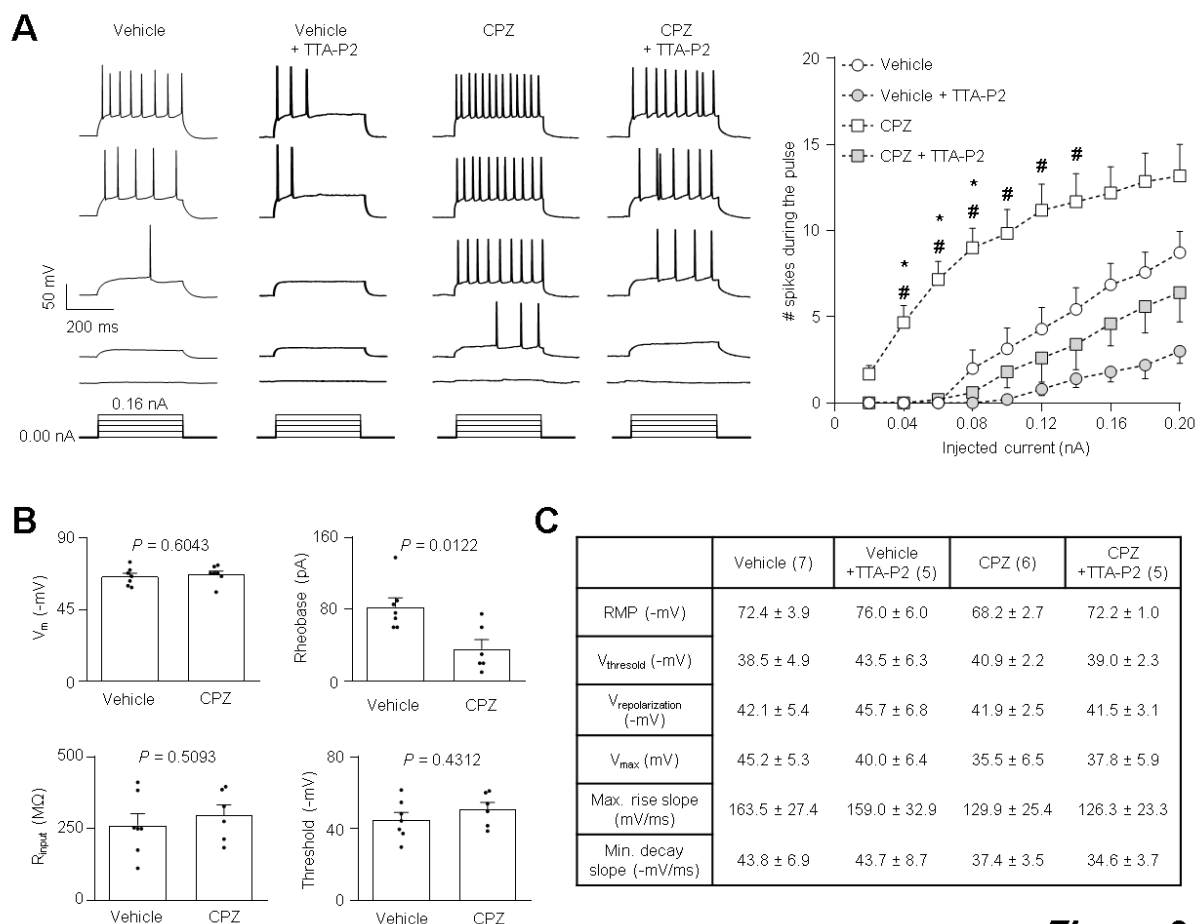 A
Vehicle
Vehicle
+ TTA-P2
CPZ
CPZ
+ TTA-P2
50 mV
200 ms
0.16 nA
0.00 nA
# spikes during the pulse
20
15
10
5
0
Vehicle
Vehicle + TTA-P2
CPZ
CPZ + TTA-P2
*
#
*
#
*
#
#
#
#
0
0.04
0.08
0.12
0.16
0.20
Injected current (nA)
B
Vm (-mV)
90
45
0
P = 0.6043
Vehicle
CPZ
Rheobase (pA)
160
80
0
P = 0.0122
Vehicle
CPZ
Rinput (MΩ)
500
250
0
P = 0.5093
Vehicle
CPZ
Threshold (-mV)
80
40
0
P = 0.4312
Vehicle
CPZ
C
Vehicle (7)
Vehicle
+TTA-P2 (5)
CPZ (6)
CPZ
+TTA-P2 (5)
RMP (-mV)
72.4 ± 3.9
76.0 ± 6.0
68.2 ± 2.7
72.2 ± 1.0
Vthresold (-mV)
38.5 ± 4.9
43.5 ± 6.3
40.9 ± 2.2
39.0 ± 2.3
Vrepolarization
(-mV)
42.1 ± 5.4
45.7 ± 6.8
41.9 ± 2.5
41.5 ± 3.1
Vmax (mV)
45.2 ± 5.3
40.0 ± 6.4
35.5 ± 6.5
37.8 ± 5.9
Max. rise slope
(mV/ms)
163.5 ± 27.4
159.0 ± 32.9
129.9 ± 25.4
126.3 ± 23.3
Min. decay
slope (-mV/ms)
43.8 ± 6.9
43.7 ± 8.7
37.4 ± 3.5
34.6 ± 3.7